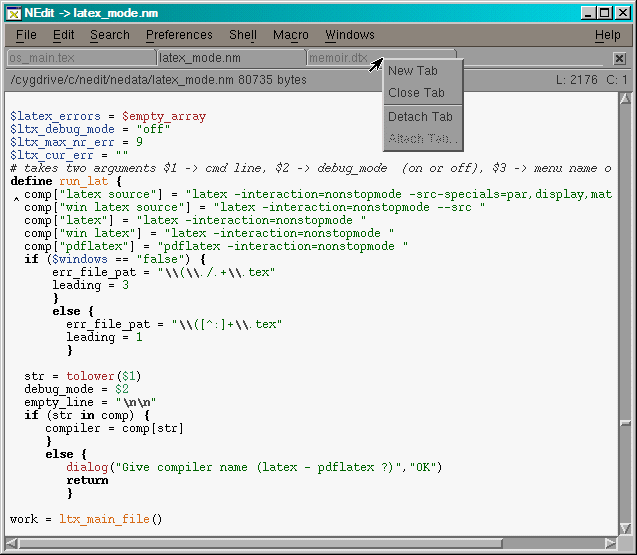 NEdit -> latex_mode.nm
File Edit Search Preferences Shell Macro Windows Help
os_main.tex latex_mode.nm memoir.dtx
/cygdrive/c/nedit/nedata/latex_mode.nm 80735 bytes L: 2176 C: 1
New Tab
Close Tab
Detach Tab
Attach Tab..
$latex_errors = $empty_array
$ltx_debug_mode = "off"
$ltx_max_nr_err = 9
$ltx_cur_err = ""
# takes two arguments $1 -> cmd line, $2 -> debug_mode (on or off), $3 -> menu name o
define run_lat {
comp["latex source"] = "latex -interaction=nonstopmode -src-specials=par,display,mat
comp["win latex source"] = "latex -interaction=nonstopmode --src "
comp["latex"] = "latex -interaction=nonstopmode "
comp["win latex"] = "latex -interaction=nonstopmode "
comp["pdflatex"] = "pdflatex -interaction=nonstopmode "
if ($windows == "false") {
err_file_pat = "\\(\\./.+\\.tex"
leading = 3
}
else {
err_file_pat = "\\([^:]+\\.tex"
leading = 1
}
str = tolower($1)
debug_mode = $2
empty_line = "\n\n"
if (str in comp) {
compiler = comp[str]
}
else {
dialog("Give compiler name (latex - pdflatex ?)","OK")
return
}
work = ltx_main_file()